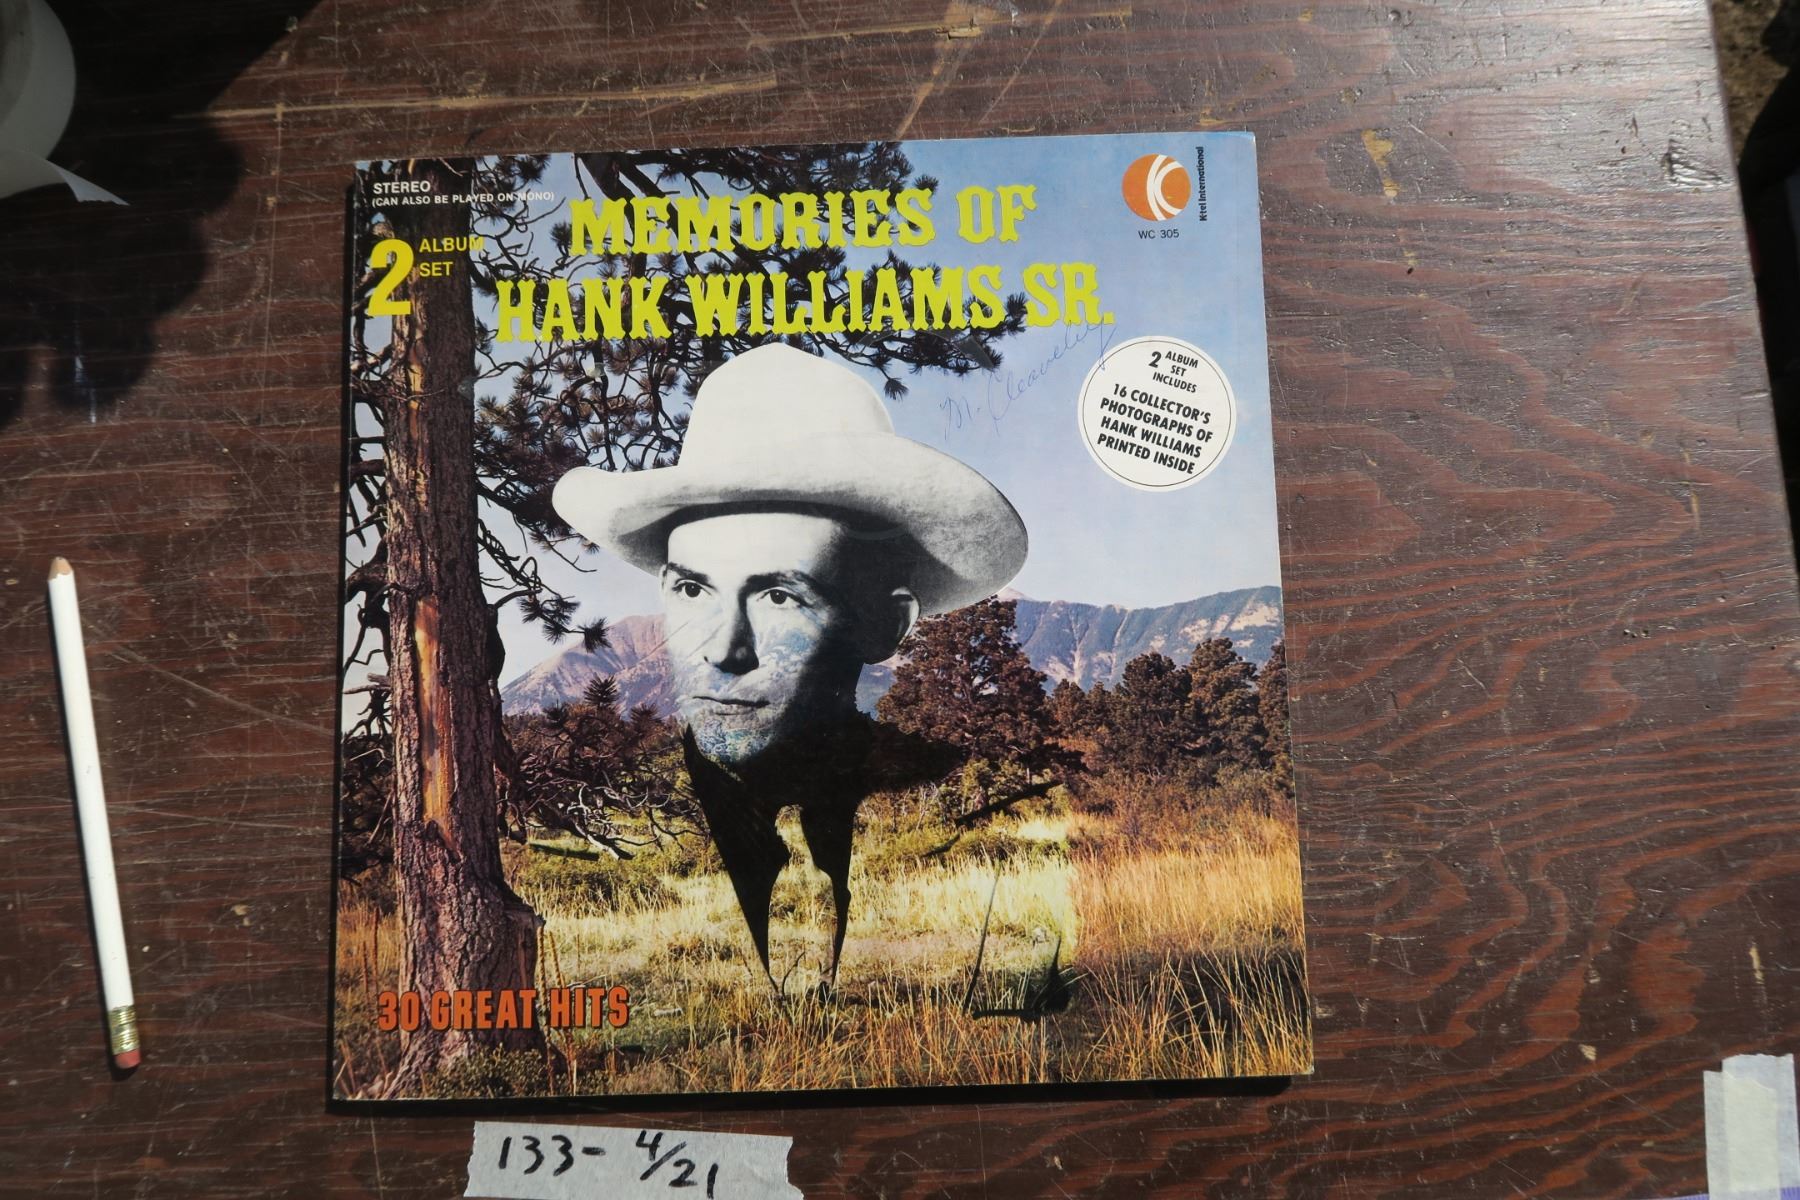 STEREO
(CAN ALSO BE PLAYED ON MONO)
2 ALBUM
SET
MEMORIES OF
HANK WILLIAMS SR.
K
K-tel International
WC 305
M. Cleaveley
2 ALBUM
SET
INCLUDES
16 COLLECTOR'S
PHOTOGRAPHS OF
HANK WILLIAMS
PRINTED INSIDE
30 GREAT HITS
133- 4/21